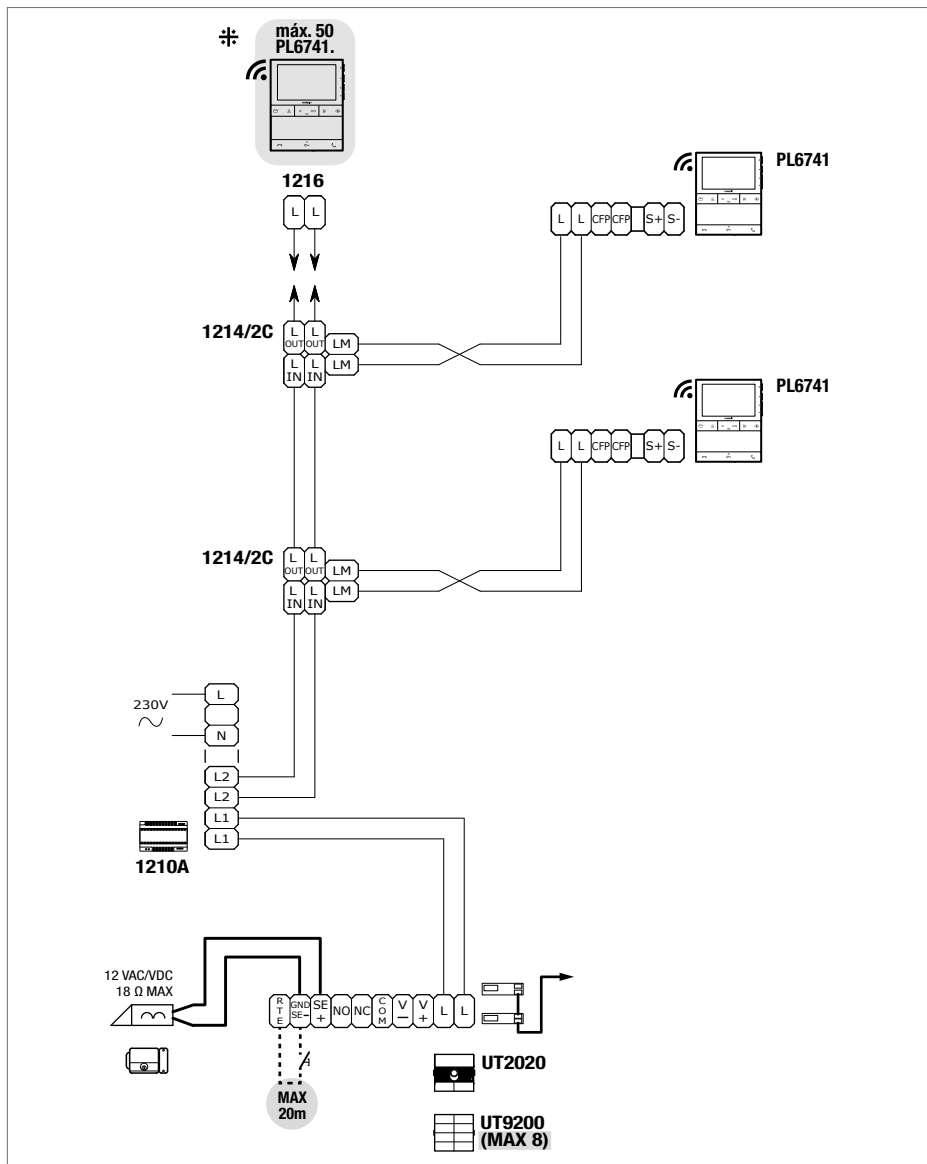 máx. 50
PL6741.
1216
L L
PL6741
L L CFP CFP S+ S-
1214/2C
L OUT L OUT LM
L IN L IN LM
PL6741
L L CFP CFP S+ S-
1214/2C
L OUT L OUT LM
L IN L IN LM
230V
L
N
L2
L2
L1
L1
1210A
12 VAC/VDC
18 Ω MAX
RTE GND SE- SE+ NO NC COM V- V+ L L
MAX
20m
UT2020
UT9200
(MAX 8)